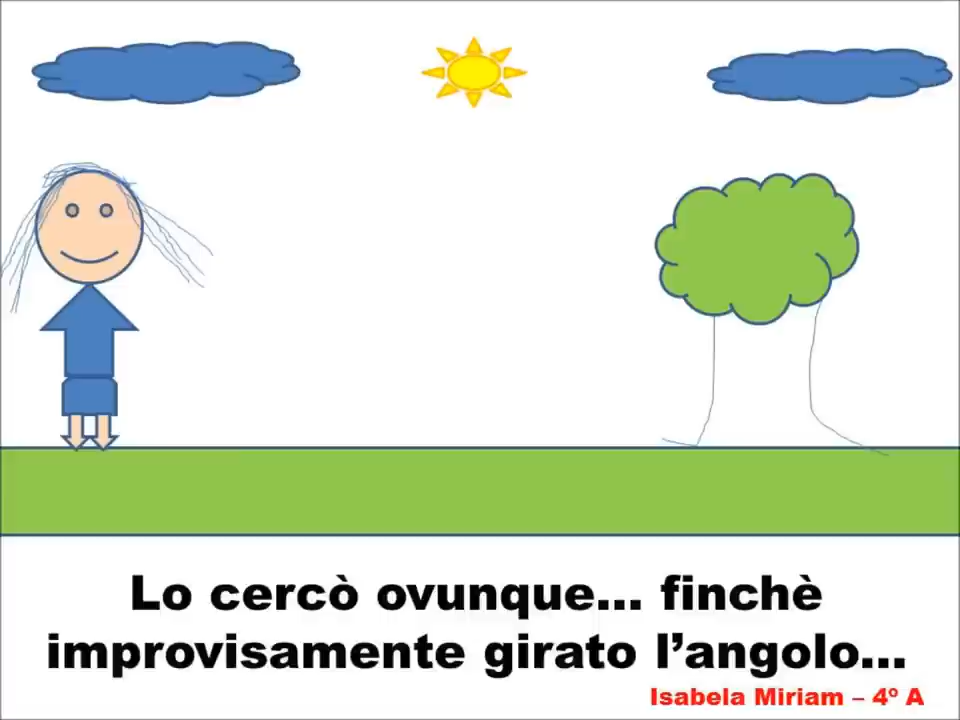 Lo cercò ovunque... finchè
improvisamente girato l’angolo...
Isabela Miriam – 4º A